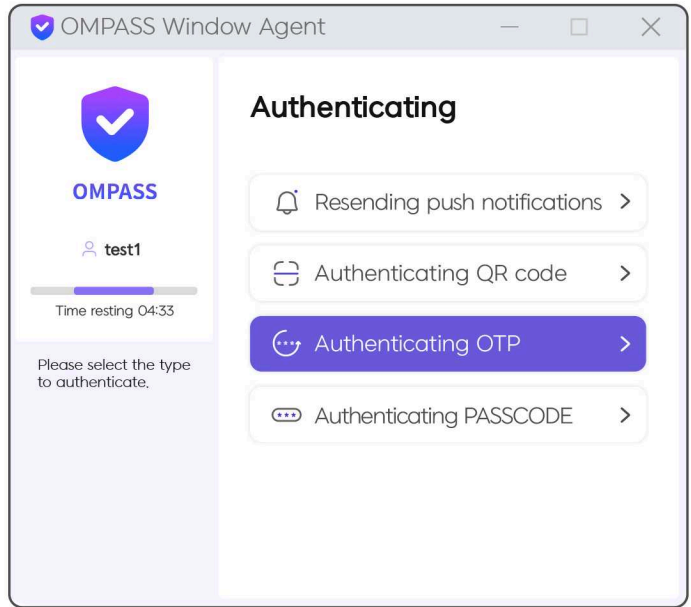 OMPASS Window Agent
OMPASS
test1
Time resting 04:33
Please select the type
to authenticate.
Authenticating
Resending push notifications
Authenticating QR code
Authenticating OTP
Authenticating PASSCODE